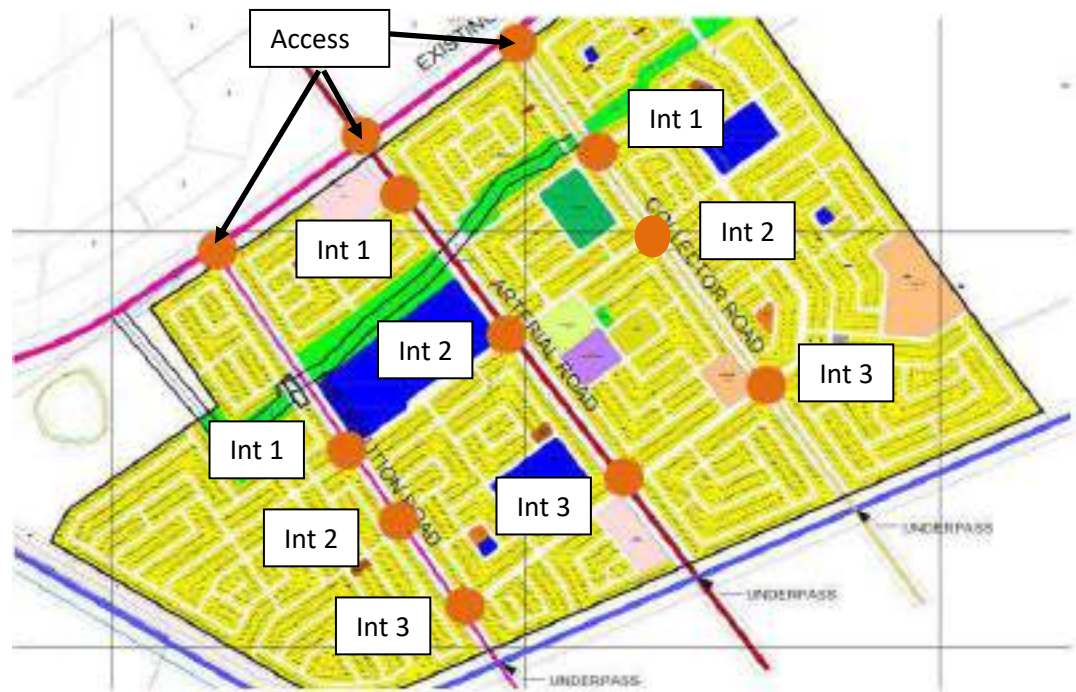 Access
EXISTING
Int 1
Int 1
Int 2
COLLECTOR ROAD
Int 2
ARTERIAL ROAD
Int 3
Int 1
Int 3
Int 2
ROAD
UNDERPASS
UNDERPASS
Int 3
UNDERPASS